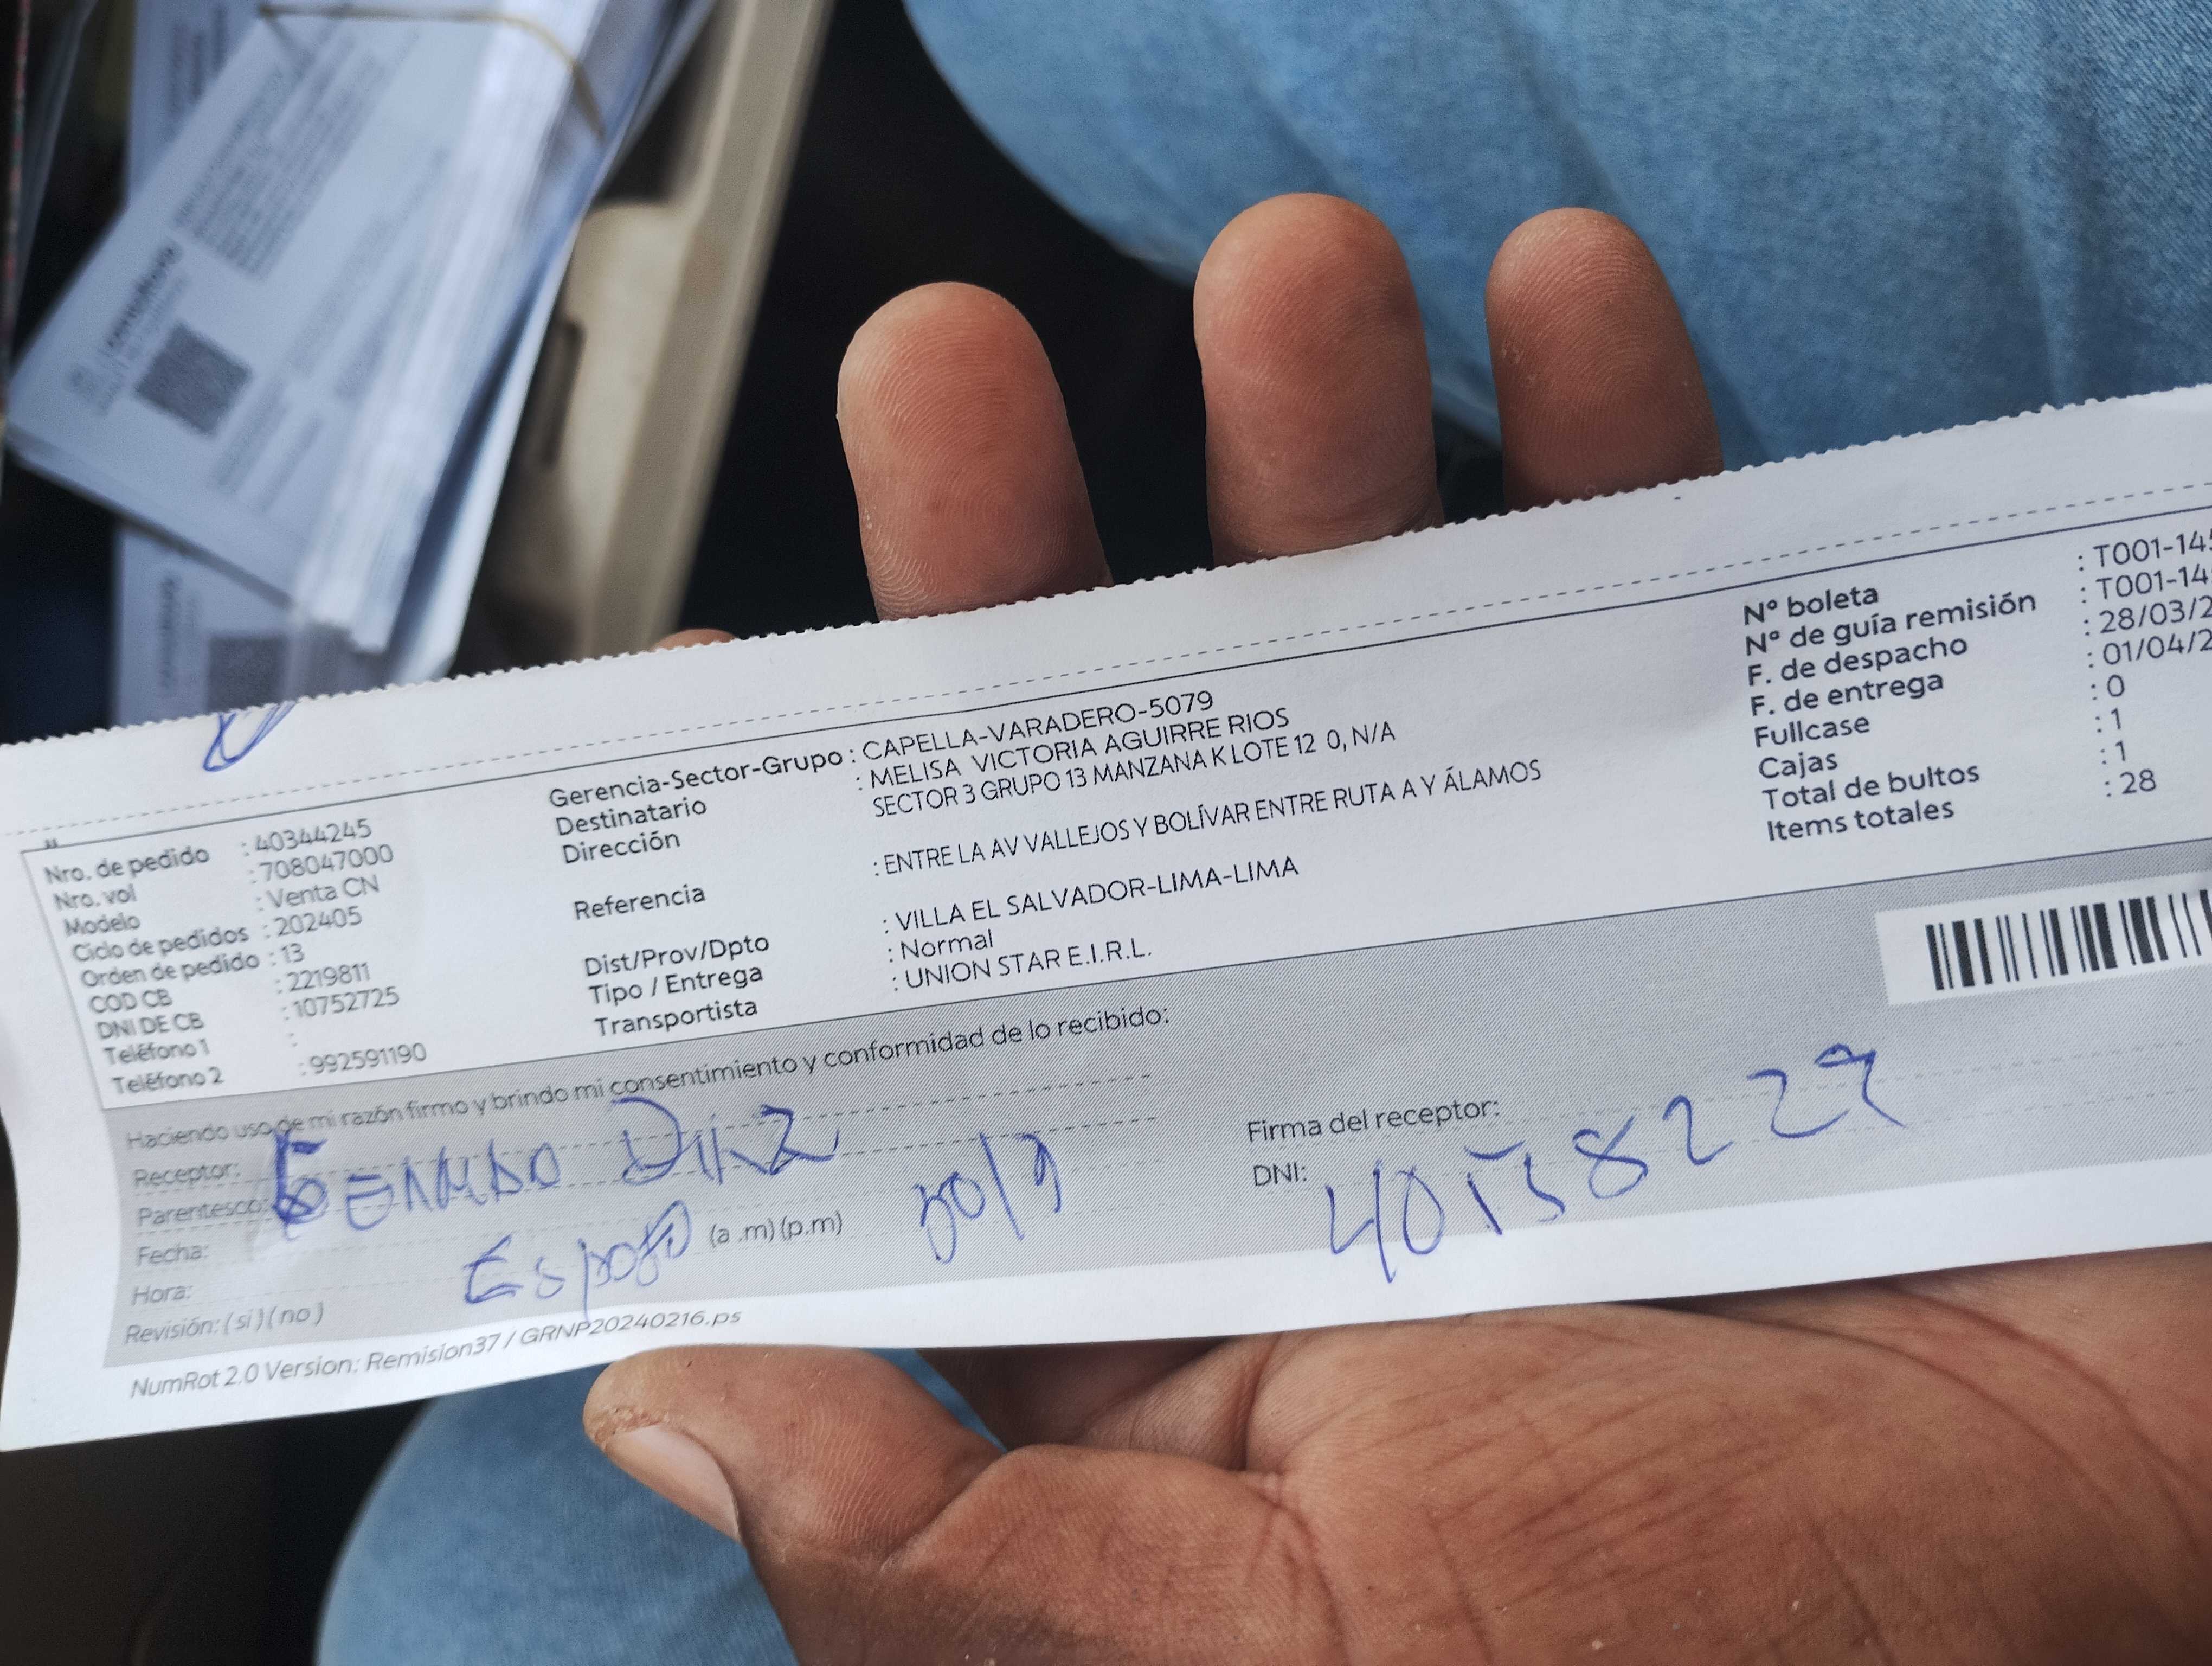 Nro. de pedido : 40344245
Nro. vol : 708047000
Modelo : Venta CN
Ciclo de pedidos : 202405
Orden de pedido : 13
COD CB : 2219811
DNI DE CB : 10752725
Teléfono 1 :
Teléfono 2 : 992591190
Gerencia-Sector-Grupo : CAPELLA-VARADERO-5079
Destinatario : MELISA VICTORIA AGUIRRE RIOS
Dirección SECTOR 3 GRUPO 13 MANZANA K LOTE 12 0, N/A
Referencia : ENTRE LA AV VALLEJOS Y BOLÍVAR ENTRE RUTA A Y ÁLAMOS
Dist/Prov/Dpto : VILLA EL SALVADOR-LIMA-LIMA
Tipo / Entrega : Normal
Transportista : UNION STAR E.I.R.L.
Nº boleta : T001-14
Nº de guía remisión : T001-14
F. de despacho : 28/03/2
F. de entrega : 01/04/2
Fullcase : 0
Cajas : 1
Total de bultos : 1
Items totales : 28
Haciendo uso de mi razón firmo y brindo mi consentimiento y conformidad de lo recibido:
Receptor:
Parentesco: DIAZ
Fecha:
Hora: Esposo (a .m) (p.m)
Revisión: ( si ) ( no )
Firma del receptor:
DNI:
NumRot 2.0 Version: Remision37 / GRNP20240216.ps